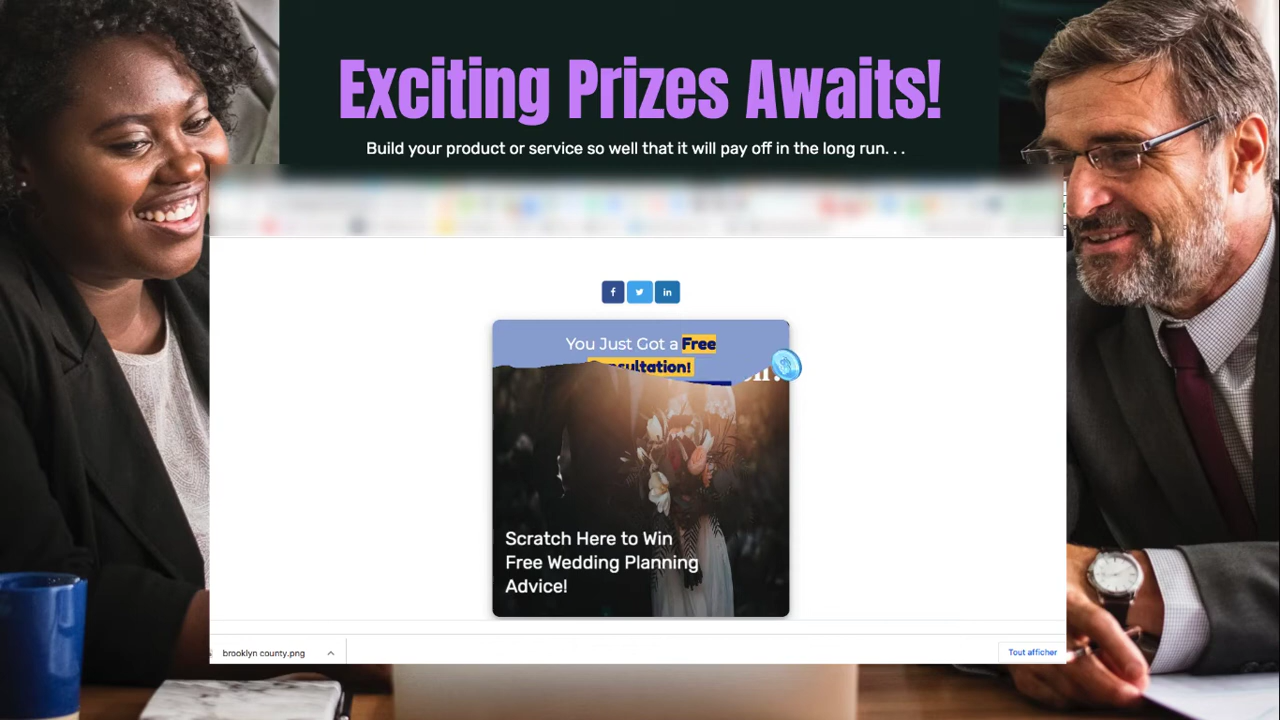 Exciting Prizes Awaits!
Build your product or service so well that it will pay off in the long run. . .
f
in
You Just Got a Free
Scratch Here to Win
Free Wedding Planning
Advice!
brooklyn county.png
Tout afficher